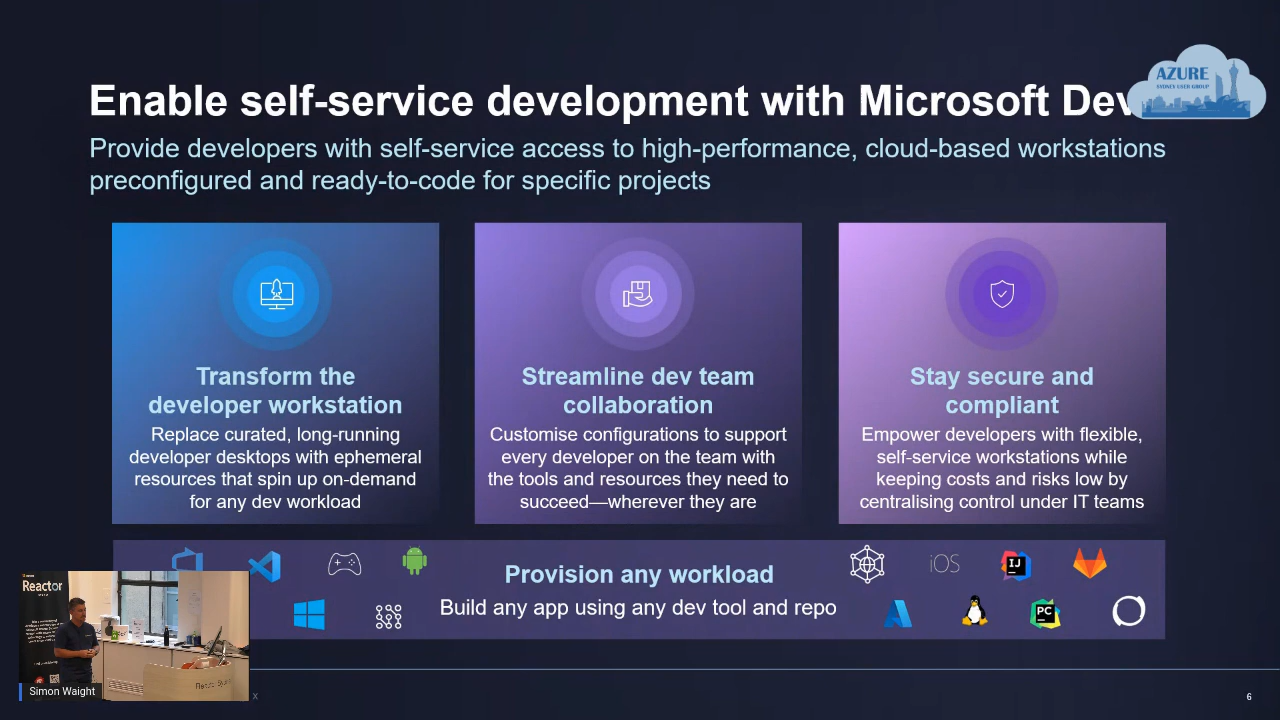 Enable self-service development with Microsoft Dev
AZURE
SYDNEY USER GROUP
Provide developers with self-service access to high-performance, cloud-based workstations
preconfigured and ready-to-code for specific projects
Transform the
developer workstation
Replace curated, long-running
developer desktops with ephemeral
resources that spin up on-demand
for any dev workload
Streamline dev team
collaboration
Customise configurations to support
every developer on the team with
the tools and resources they need to
succeed—wherever they are
Stay secure and
compliant
Empower developers with flexible,
self-service workstations while
keeping costs and risks low by
centralising control under IT teams
Provision any workload
Build any app using any dev tool and repo
iOS
IJ
PC
Reactor
Simon Waight
x
6